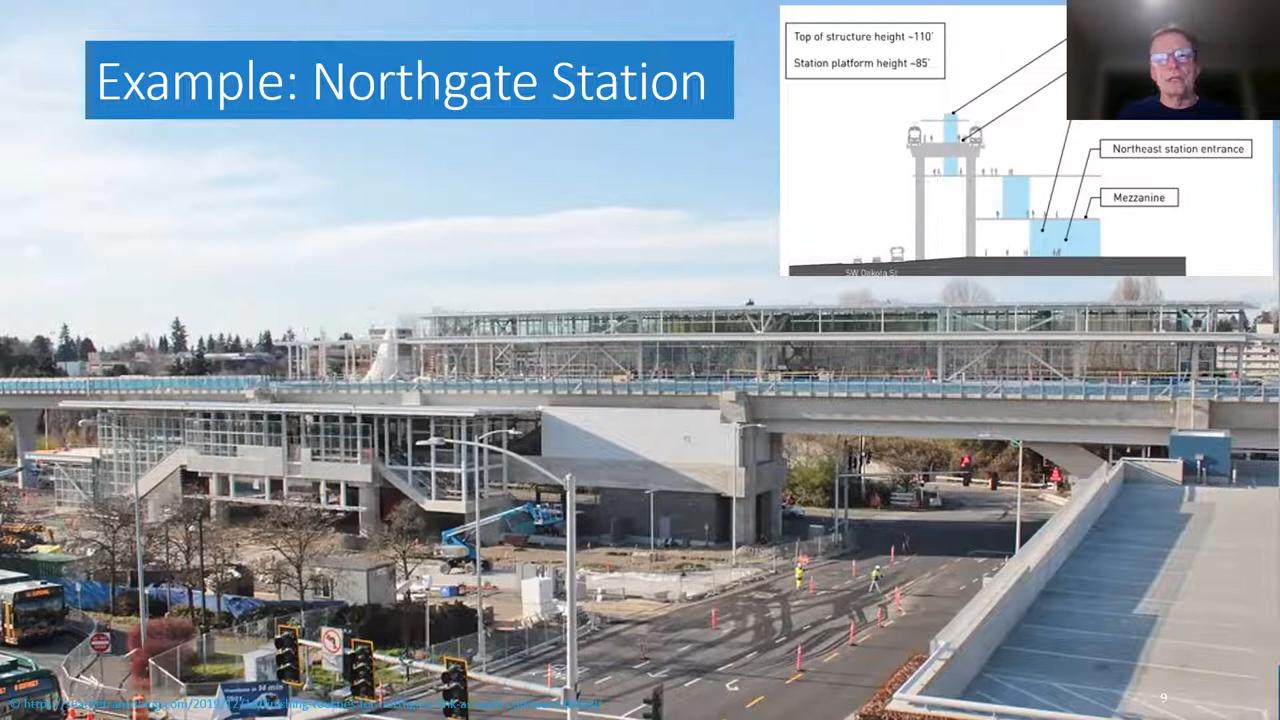 Example: Northgate Station
Top of structure height ~110'
Station platform height ~85'
Northeast station entrance
Mezzanine
SW Dakota St
9